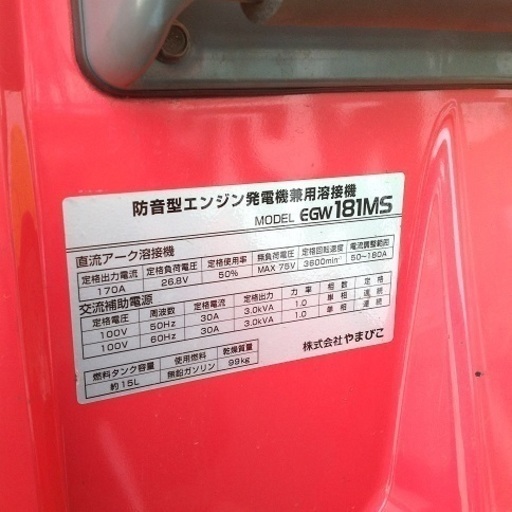 防音型エンジン発電機兼用溶接機
MODEL EGW181MS
直流アーク溶接機
定格出力電流 定格負荷電圧 定格使用率 無負荷電圧 定格回転速度 電流調整範囲
170A 26.8V 50% MAX 75V 3600min⁻¹ 50~180A
交流補助電源
定格電圧 周波数 定格電流 定格出力 力率 相数 定格
100V 50Hz 30A 3.0kVA 1.0 単相 連続
100V 60Hz 30A 3.0kVA 1.0 単相 連続
燃料タンク容量 使用燃料 乾燥質量
約15L 無鉛ガソリン 99kg
株式会社やまびこ